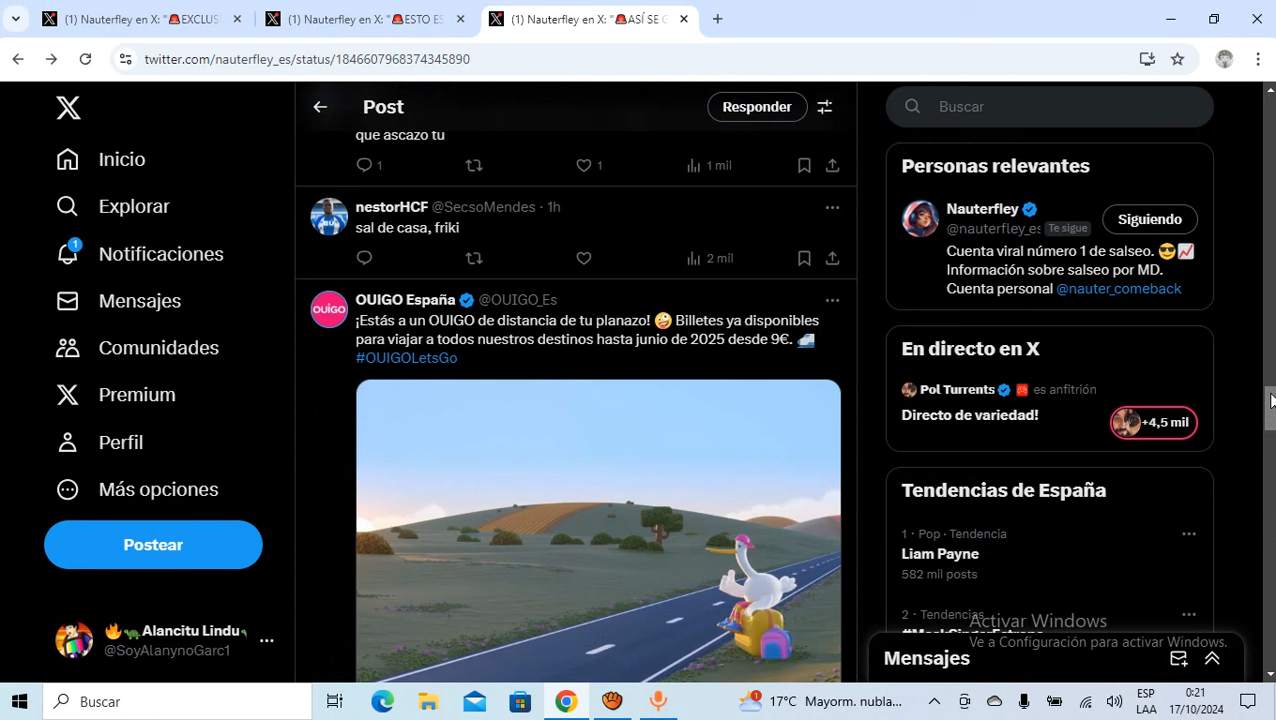 (1) Nauterfley en X: "🚨EXCLUS
(1) Nauterfley en X: "🚨ESTO ES
(1) Nauterfley en X: "🚨ASÍ SE G
twitter.com/nauterfley_es/status/1846607968374345890
Inicio
Explorar
1
Notificaciones
Mensajes
Comunidades
Premium
Perfil
Más opciones
Postear
🔥🐢Alancitu Lindu
@SoyAlanynoGarc1
Post
Responder
que ascazo tu
1
1
1 mil
nestorHCF @SecsoMendes · 1h
sal de casa, friki
2 mil
OUIGO España @OUIGO_Es
OUIGO
¡Estás a un OUIGO de distancia de tu planazo! 🤪 Billetes ya disponibles
para viajar a todos nuestros destinos hasta junio de 2025 desde 9€. 🚄
#OUIGOLetsGo
Buscar
Personas relevantes
Nauterfley
@nauterfley_es Te sigue
Siguiendo
Cuenta viral número 1 de salseo. 😎📈
Información sobre salseo por MD.
Cuenta personal @nauter_comeback
En directo en X
Pol Turrents es anfitrión
Directo de variedad!
+4,5 mil
Tendencias de España
1 · Pop · Tendencia
Liam Payne
582 mil posts
2 · Tendencias
Activar Windows
Ve a Configuración para activar Windows.
Mensajes
Buscar
1
17°C Mayorm. nubla...
ESP
LAA
0:21
17/10/2024